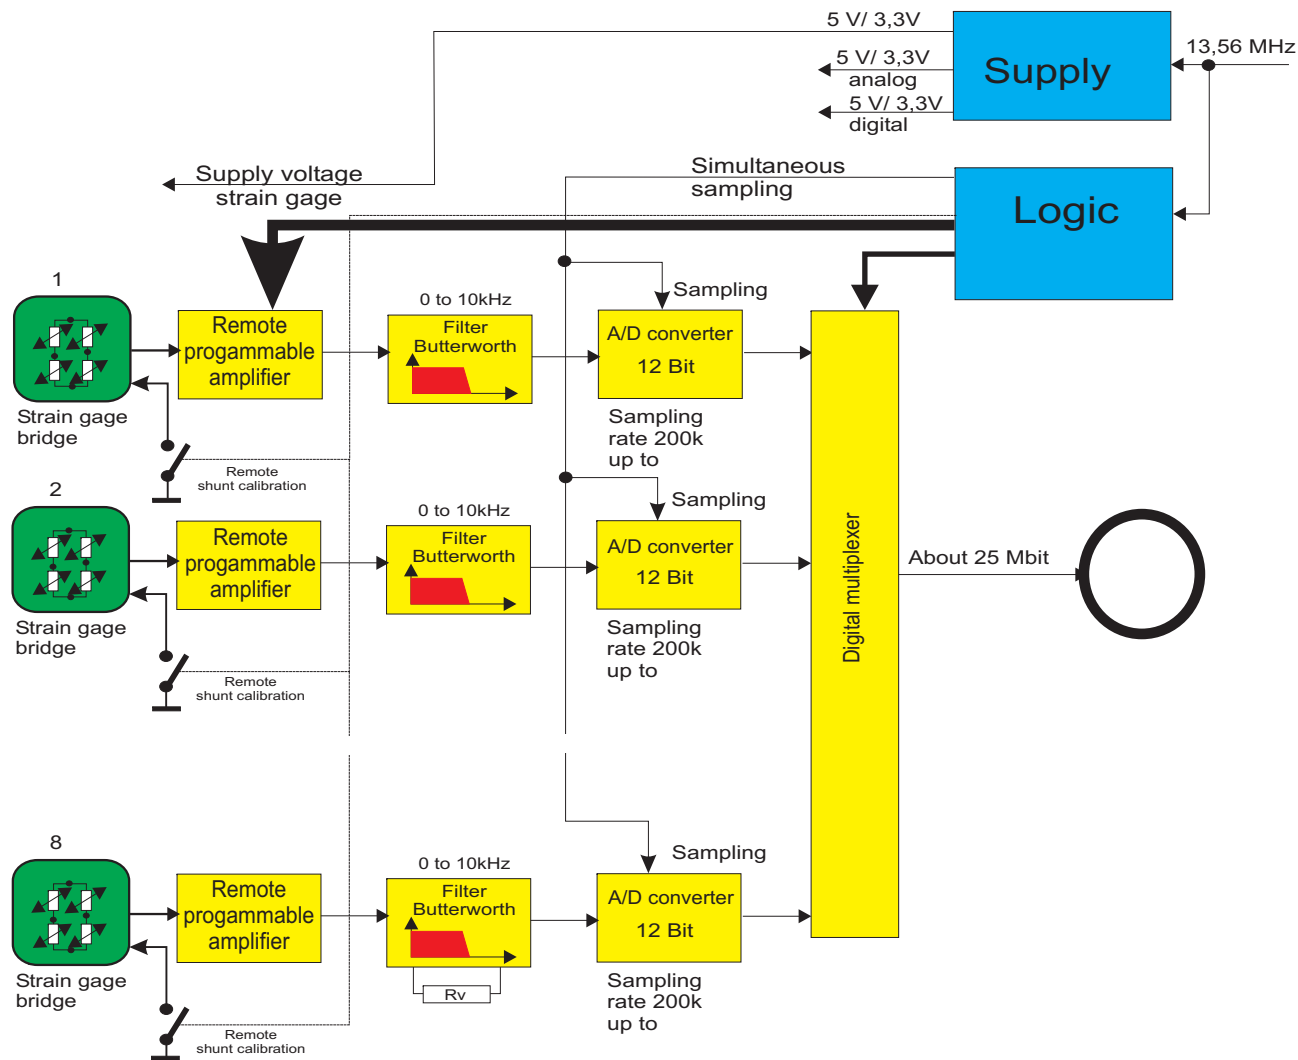 5 V/ 3,3V
13,56 MHz
5 V/ 3,3V
analog
Supply
5 V/ 3,3V
digital
Supply voltage
strain gage
Simultaneous
sampling
Logic
1
0 to 10kHz
Sampling
Remote
progammable
amplifier
Filter
Butterworth
A/D converter
12 Bit
Strain gage
bridge
Sampling
rate 200k
up to
Remote
shunt calibration
2
0 to 10kHz
Sampling
Remote
progammable
amplifier
Filter
Butterworth
A/D converter
12 Bit
Digital multiplexer
About 25 Mbit
Strain gage
bridge
Sampling
rate 200k
up to
Remote
shunt calibration
8
0 to 10kHz
Sampling
Remote
progammable
amplifier
Filter
Butterworth
A/D converter
12 Bit
Strain gage
bridge
Rv
Sampling
rate 200k
up to
Remote
shunt calibration